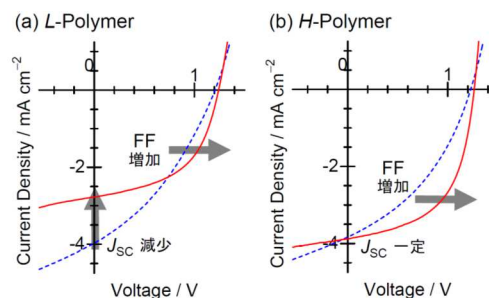 (a) L-Polymer
0
1
-2
-4
Current Density / mA cm⁻²
FF
増加
JSC 減少
Voltage / V
(b) H-Polymer
0
1
-2
-4
Current Density / mA cm⁻²
FF
増加
JSC 一定
Voltage / V